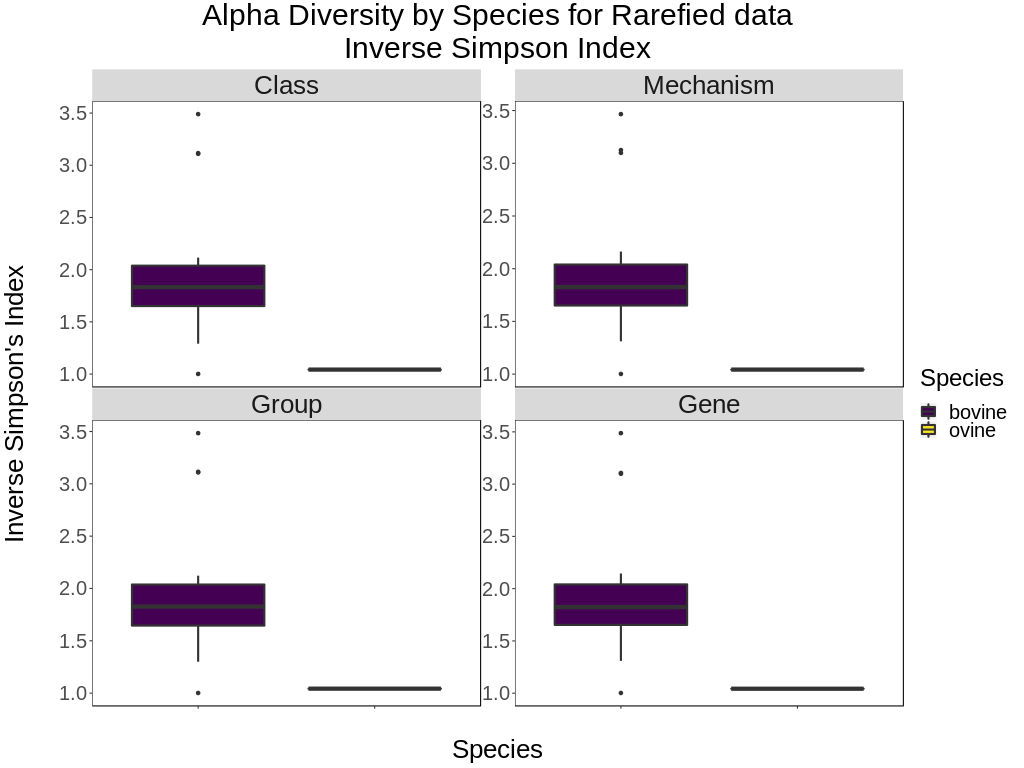 Alpha Diversity by Species for Rarefied data
Inverse Simpson Index
Class
Mechanism
3.5
3.0
2.5
2.0
1.5
1.0
3.5
3.0
2.5
2.0
1.5
1.0
Group
Gene
3.5
3.0
2.5
2.0
1.5
1.0
3.5
3.0
2.5
2.0
1.5
1.0
Inverse Simpson's Index
Species
Species
bovine
ovine